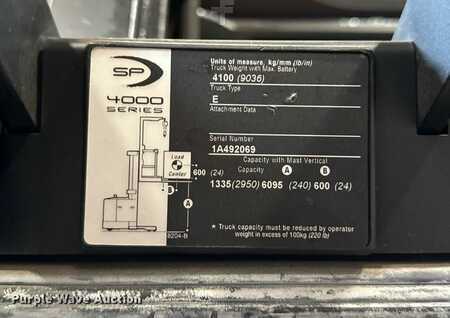 SP
4000
SERIES
Load
Center
600 (24)
D
A
8204-B
Units of measure, kg/mm (lb/in)
Truck Weight with Max. Battery
4100 (9036)
Truck Type
E
Attachment Data
Serial Number
1A492069
Capacity with Mast Vertical
Capacity A B
1335(2950) 6095 (240) 600 (24)
* Truck capacity must be reduced by operator
weight in excess of 100kg (220 lb)
Purple Wave Auction